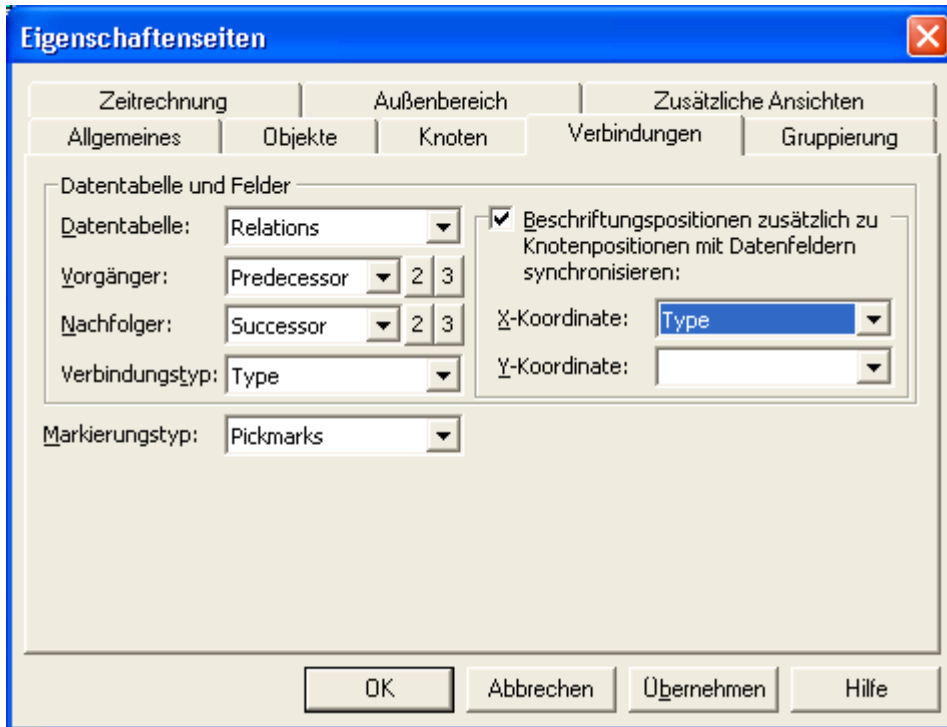 Eigenschaftenseiten
Zeitrechnung Außenbereich Zusätzliche Ansichten
Allgemeines Objekte Knoten Verbindungen Gruppierung
Datentabelle und Felder
Datentabelle: Relations
Vorgänger: Predecessor 2 3
Nachfolger: Successor 2 3
Verbindungstyp: Type
Beschriftungspositionen zusätzlich zu
Knotenpositionen mit Datenfeldern
synchronisieren:
X-Koordinate: Type
Y-Koordinate:
Markierungstyp: Pickmarks
OK Abbrechen Übernehmen Hilfe